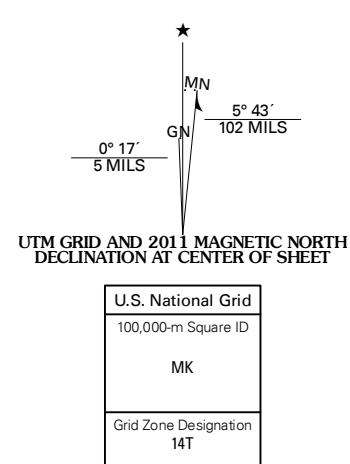 MN
5° 43´
102 MILS
GN
0° 17´
5 MILS
UTM GRID AND 2011 MAGNETIC NORTH
DECLINATION AT CENTER OF SHEET
U.S. National Grid
100,000-m Square ID
MK
Grid Zone Designation
14T